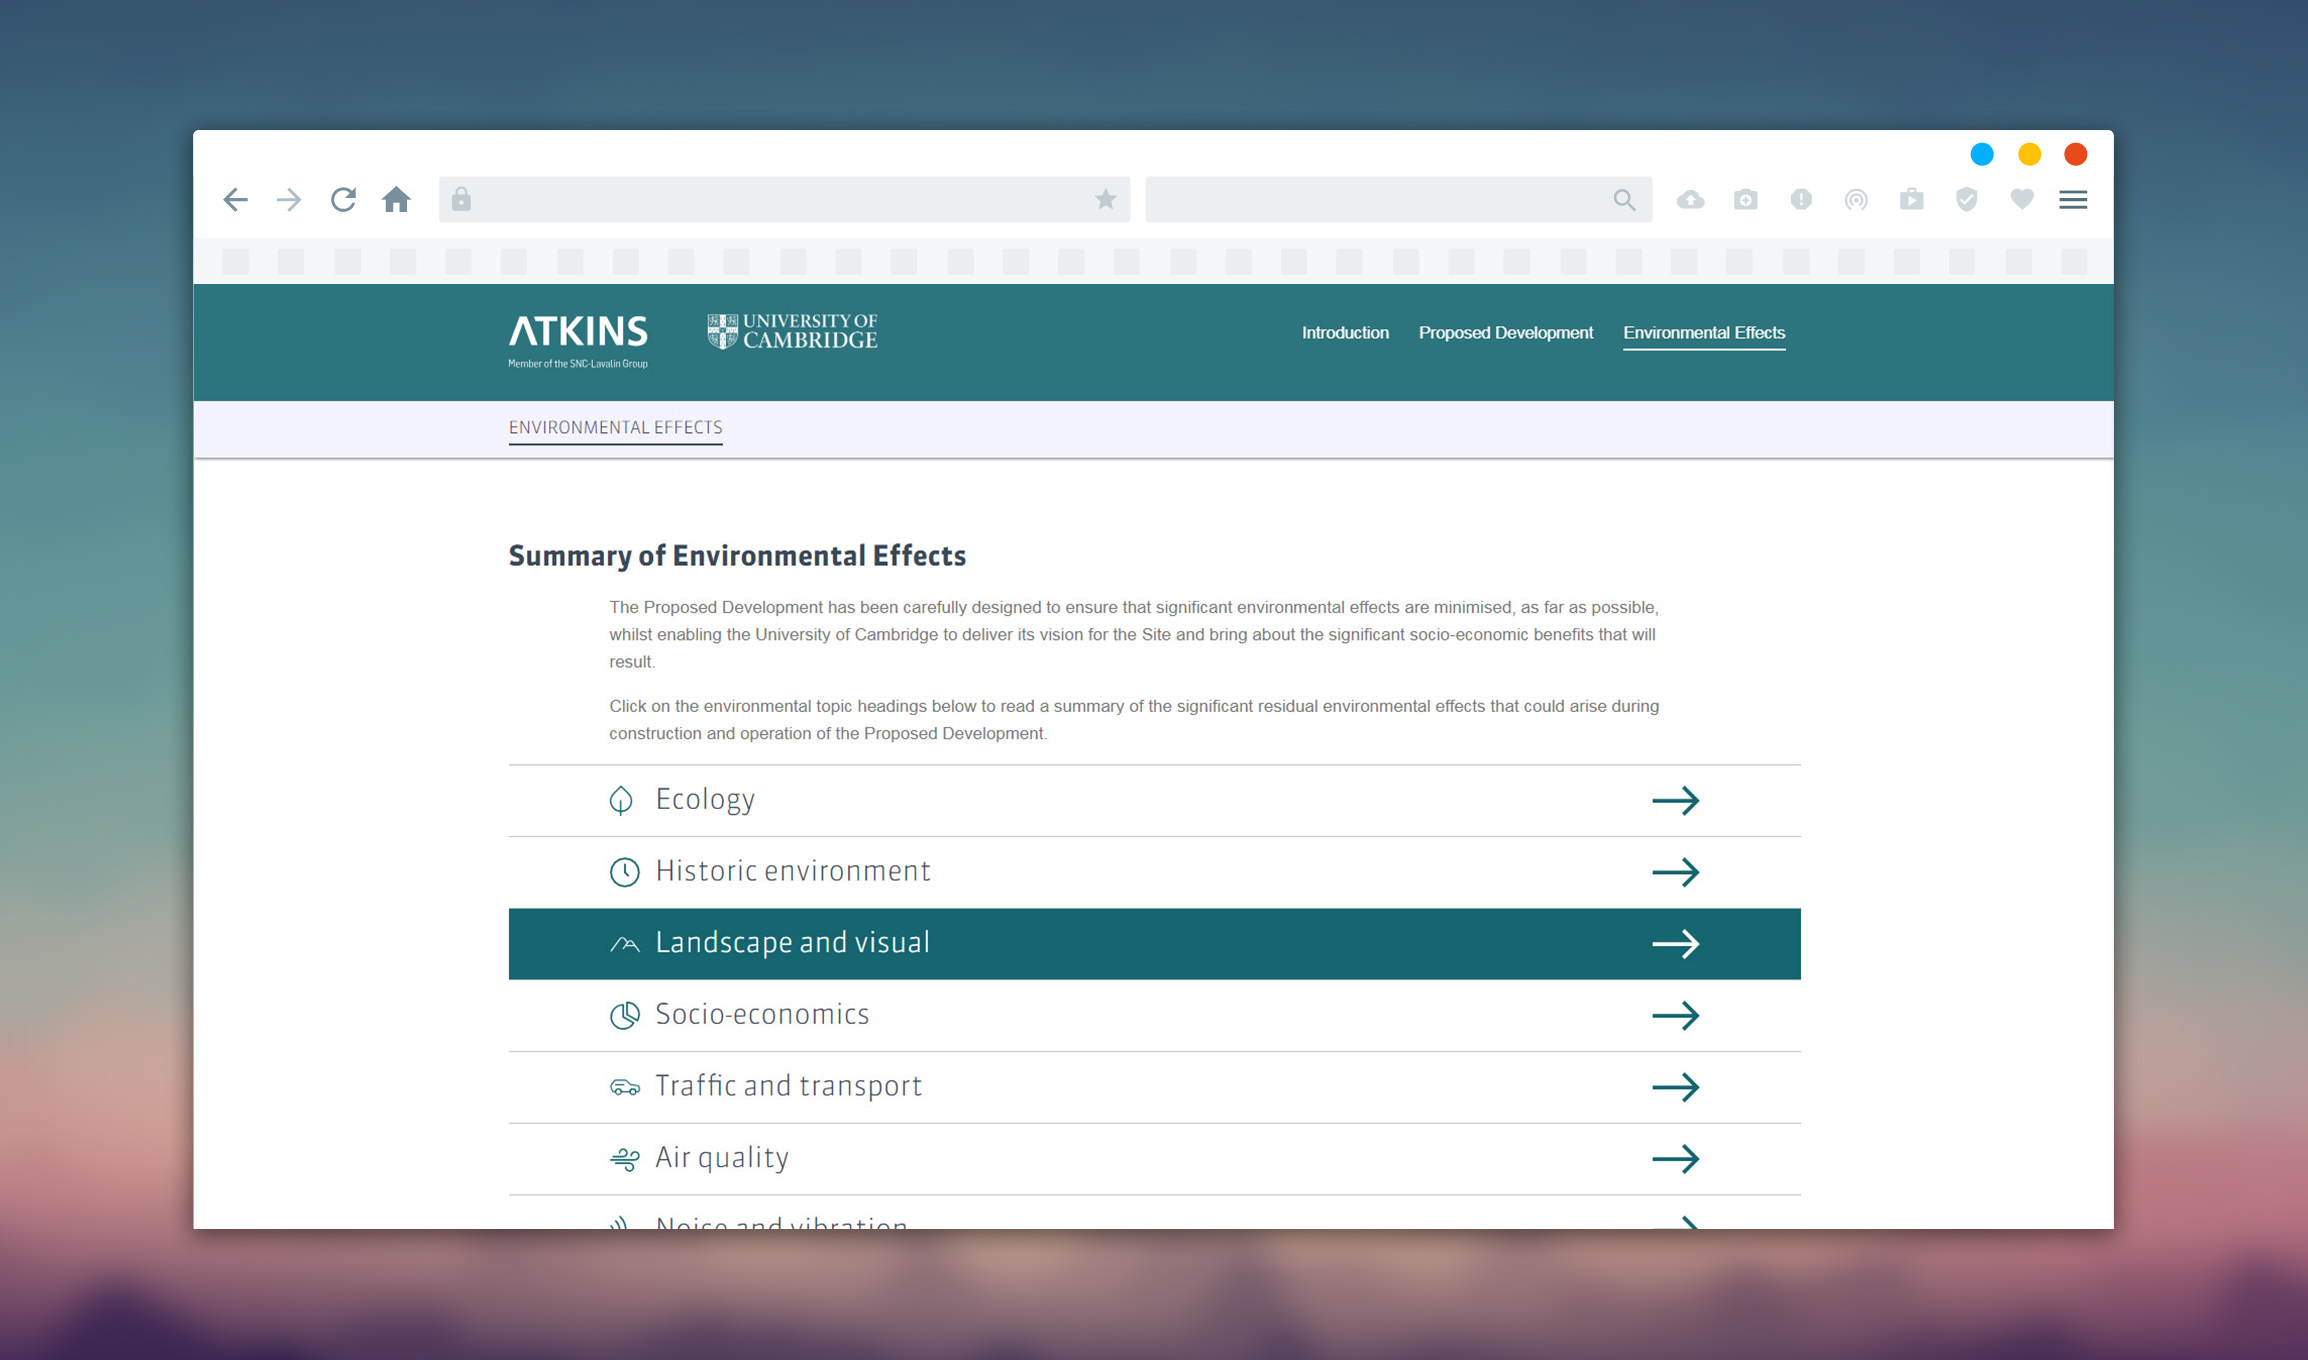 ATKINS
Member of the SNC-Lavalin Group
UNIVERSITY OF
CAMBRIDGE
Introduction
Proposed Development
Environmental Effects
ENVIRONMENTAL EFFECTS
Summary of Environmental Effects
The Proposed Development has been carefully designed to ensure that significant environmental effects are minimised, as far as possible,
whilst enabling the University of Cambridge to deliver its vision for the Site and bring about the significant socio-economic benefits that will
result.
Click on the environmental topic headings below to read a summary of the significant residual environmental effects that could arise during
construction and operation of the Proposed Development.
Ecology
Historic environment
Landscape and visual
Socio-economics
Traffic and transport
Air quality
Noise and vibration